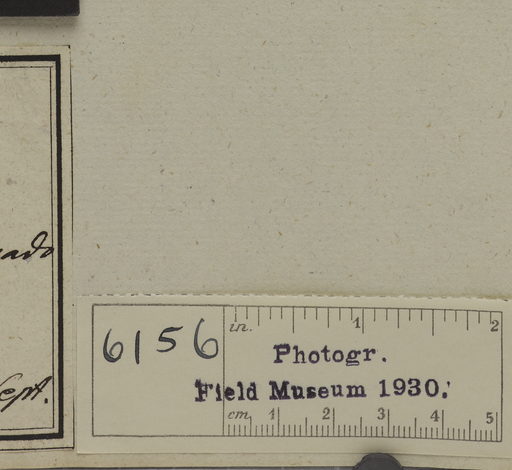 6156
in. 1 2
Photogr.
Field Museum 1930.
cm. 1 2 3 4 5